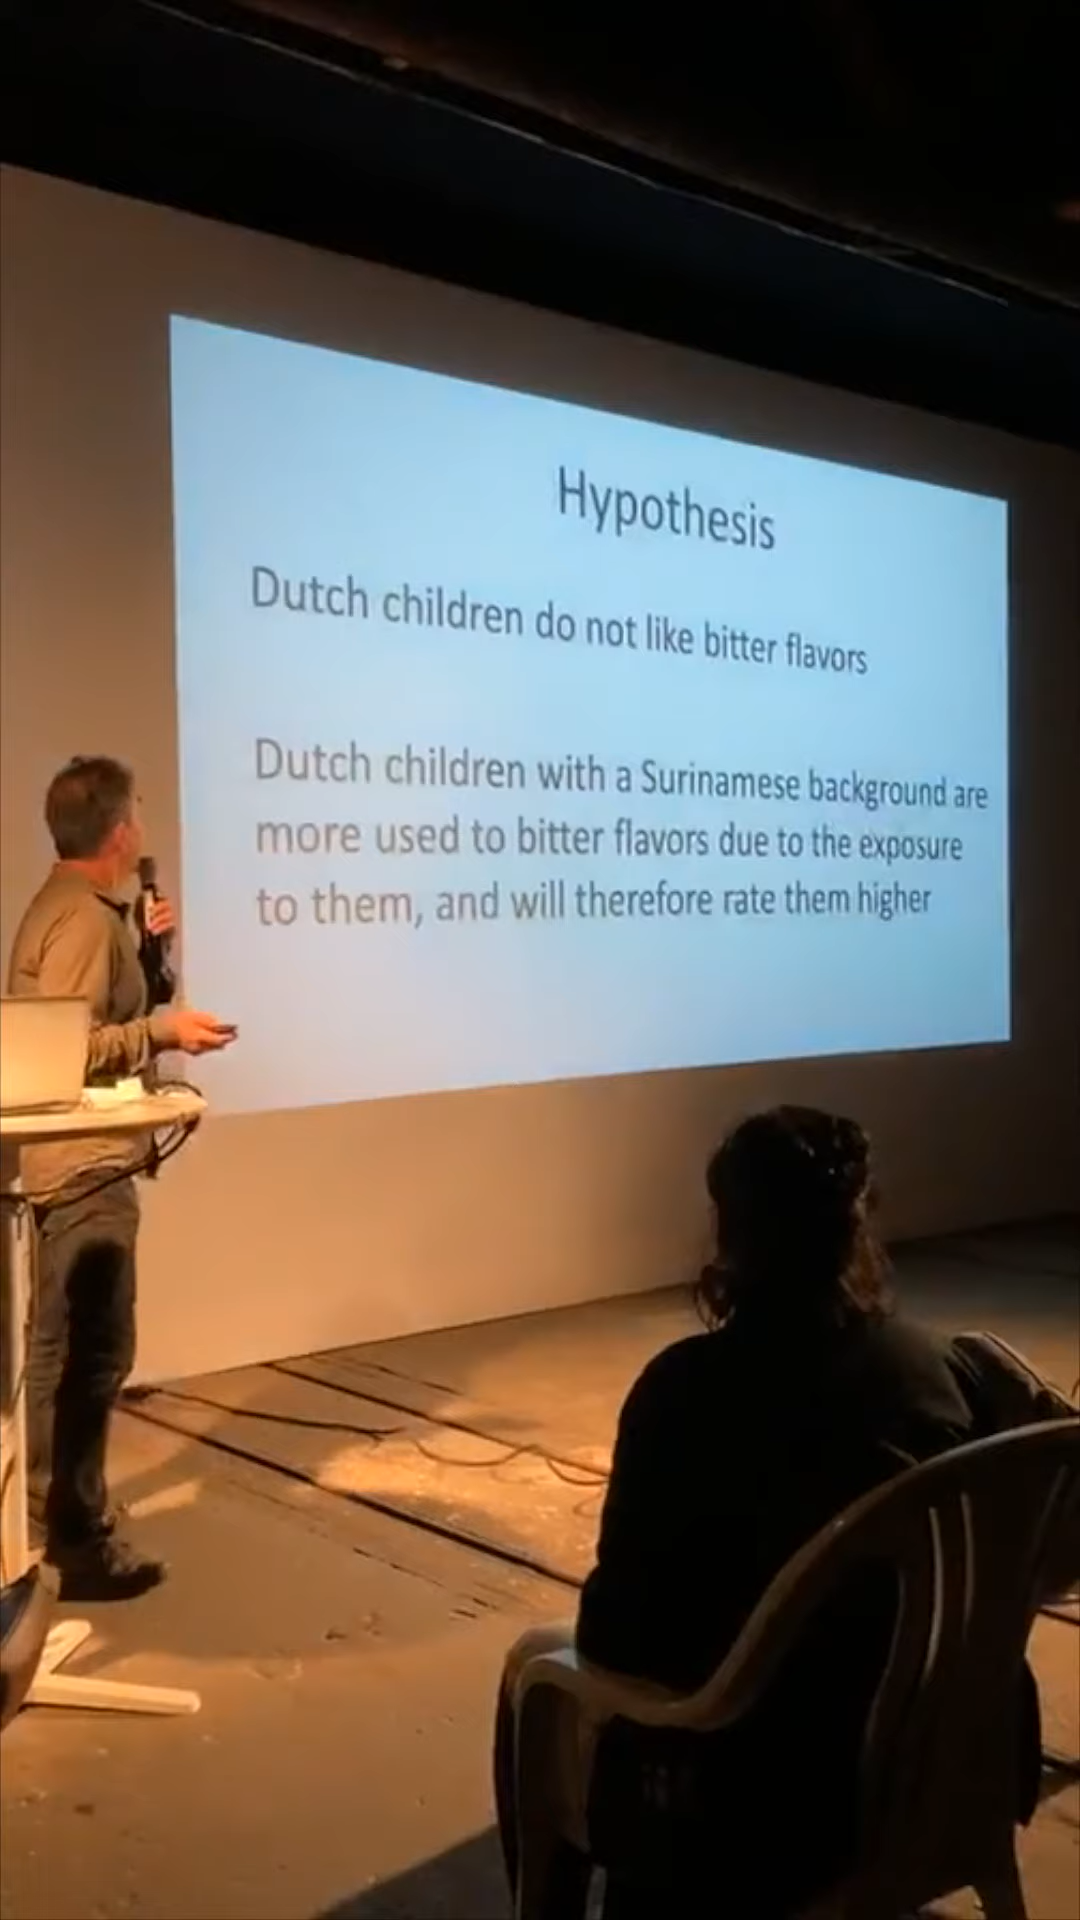 Hypothesis
Dutch children do not like bitter flavors
Dutch children with a Surinamese background are
more used to bitter flavors due to the exposure
to them, and will therefore rate them higher